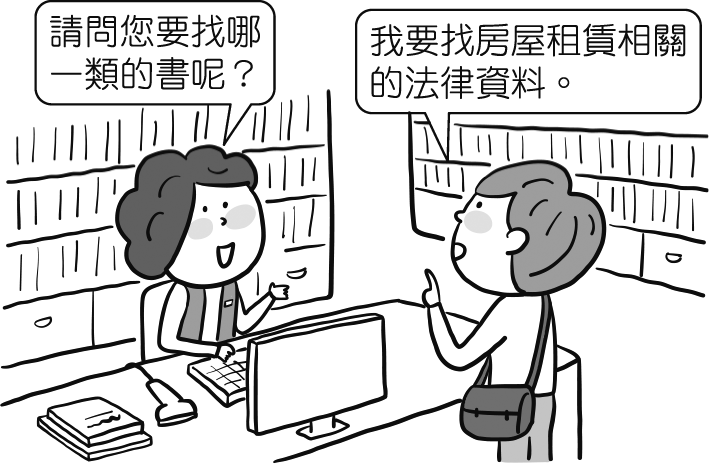 請問您要找哪
一類的書呢？
我要找房屋租賃相關
的法律資料。